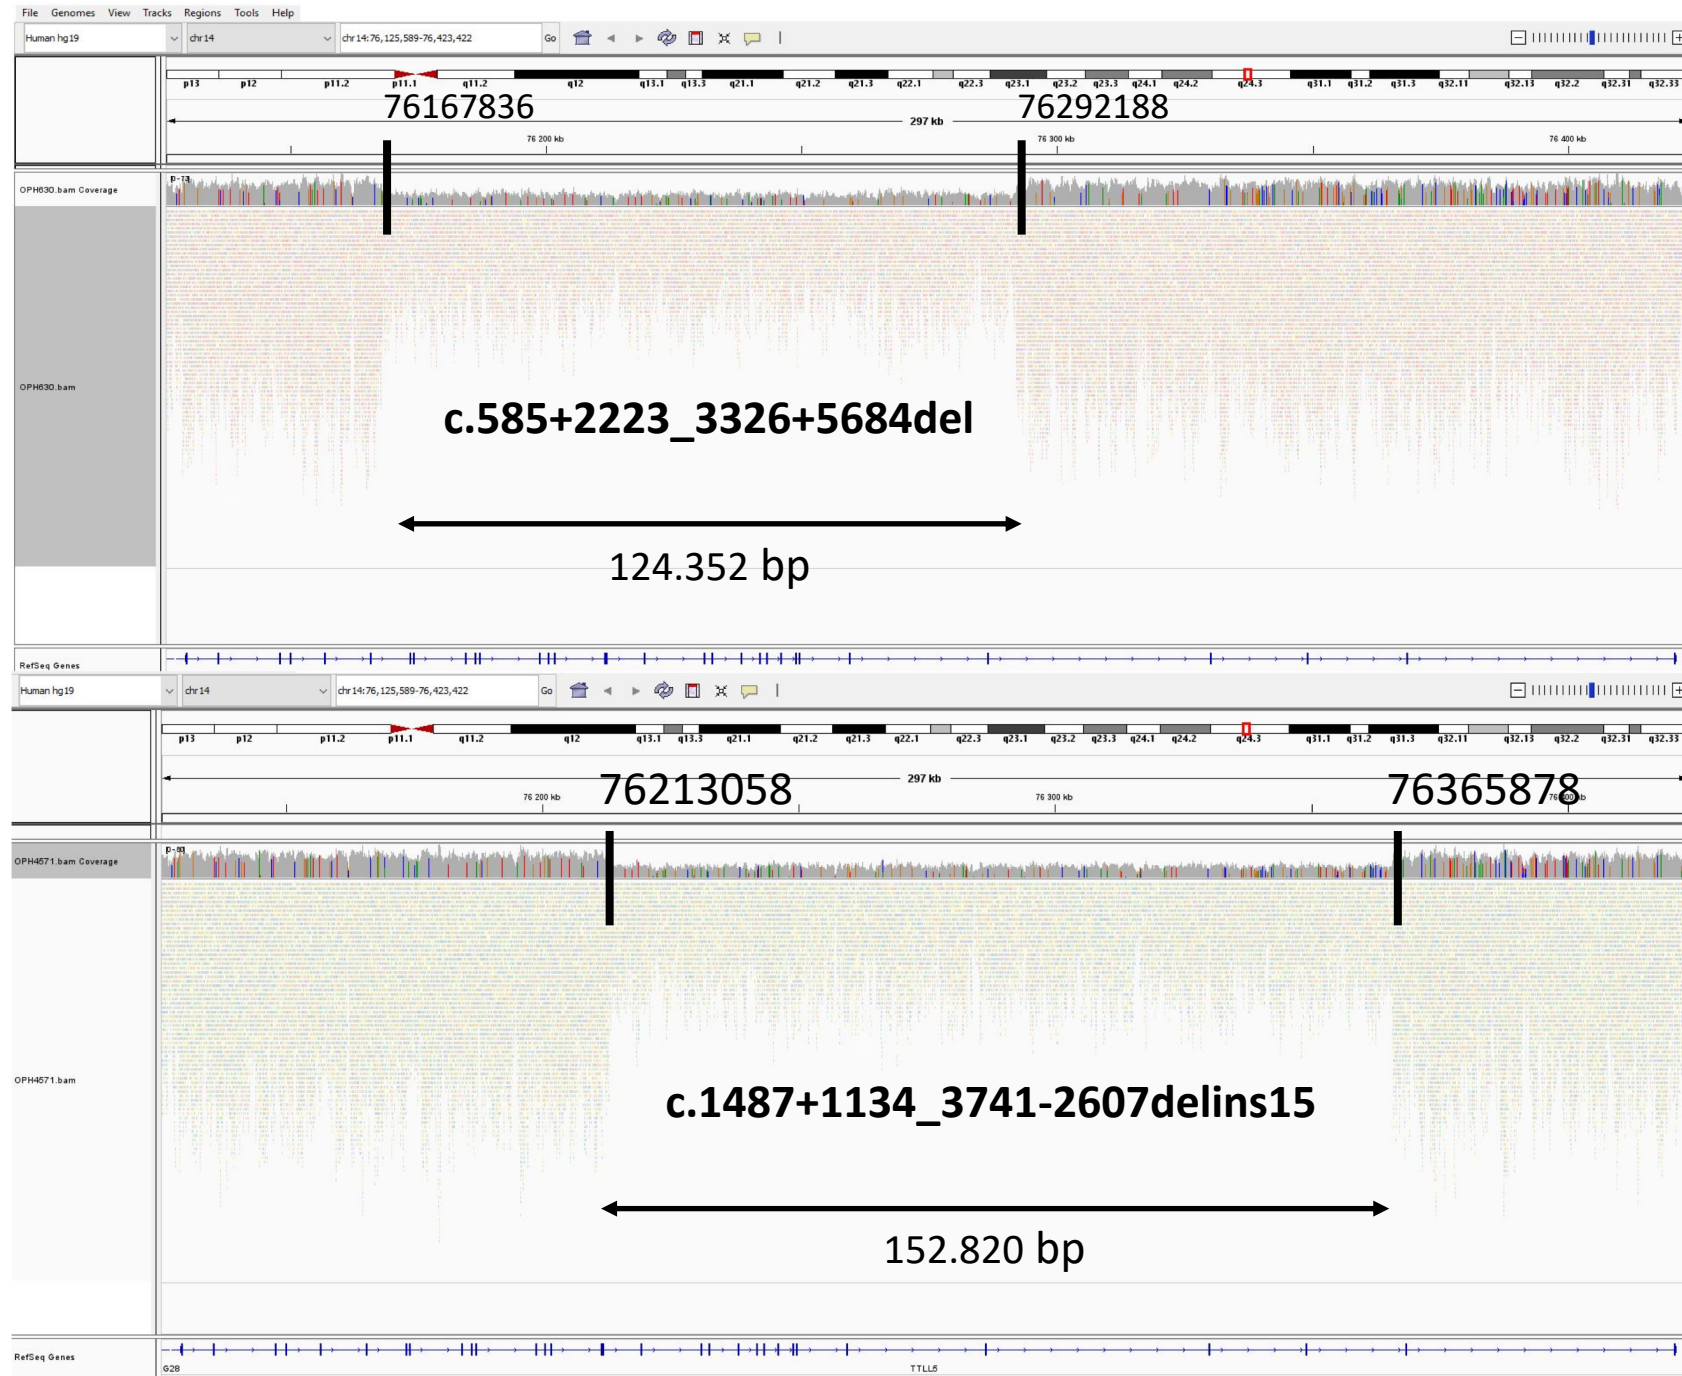 File Genomes View Tracks Regions Tools Help
Human hg19 chr14 chr14:76,125,589-76,423,422 Go
p13 p12 p11.2 p11.1 q11.2 q12 q13.1 q13.3 q21.1 q21.2 q21.3 q22.1 q22.3 q23.1 q23.2 q23.3 q24.1 q24.2 q24.3 q31.1 q31.2 q31.3 q32.11 q32.13 q32.2 q32.31 q32.33
76167836 76292188
297 kb
76 200 kb 76 300 kb 76 400 kb
OPH630.bam Coverage
OPH630.bam
c.585+2223_3326+5684del
124.352 bp
RefSeq Genes
Human hg19 chr14 chr14:76,125,589-76,423,422 Go
p13 p12 p11.2 p11.1 q11.2 q12 q13.1 q13.3 q21.1 q21.2 q21.3 q22.1 q22.3 q23.1 q23.2 q23.3 q24.1 q24.2 q24.3 q31.1 q31.2 q31.3 q32.11 q32.13 q32.2 q32.31 q32.33
76213058 297 kb 76365878
76 200 kb 76 300 kb
OPH4571.bam Coverage
OPH4571.bam
c.1487+1134_3741-2607delins15
152.820 bp
RefSeq Genes
G28 TTLL5